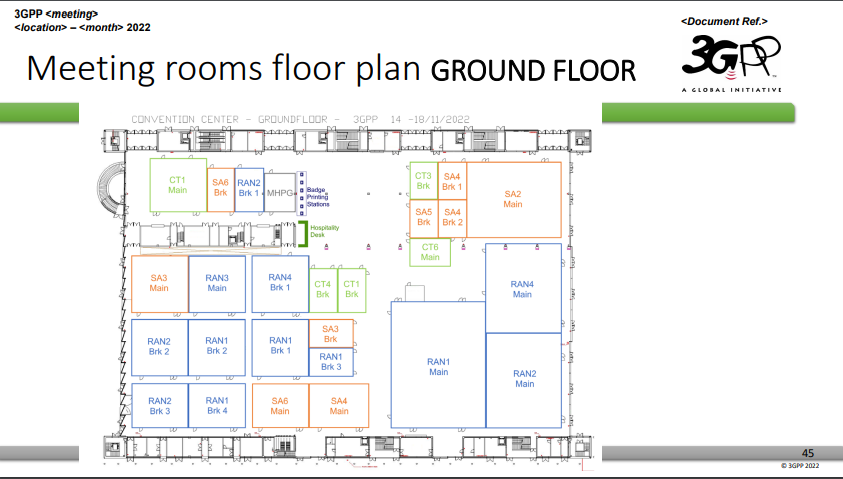 3GPP <meeting>
<location> – <month> 2022
<Document Ref.>
3GPP
A GLOBAL INITIATIVE
Meeting rooms floor plan GROUND FLOOR
CONVENTION CENTER - GROUNDFLOOR - 3GPP 14 -18/11/2022
CT1
Main
SA6
Brk
RAN2
Brk 1
MHPG
Badge
Printing
Stations
Hospitality
Desk
CT3
Brk
SA4
Brk 1
SA2
Main
SA5
Brk
SA4
Brk 2
CT6
Main
SA3
Main
RAN3
Main
RAN4
Brk 1
CT4
Brk
CT1
Brk
RAN4
Main
RAN2
Brk 2
RAN1
Brk 2
RAN1
Brk 1
SA3
Brk
RAN1
Brk 3
RAN1
Main
RAN2
Main
RAN2
Brk 3
RAN1
Brk 4
SA6
Main
SA4
Main
45
© 3GPP 2022